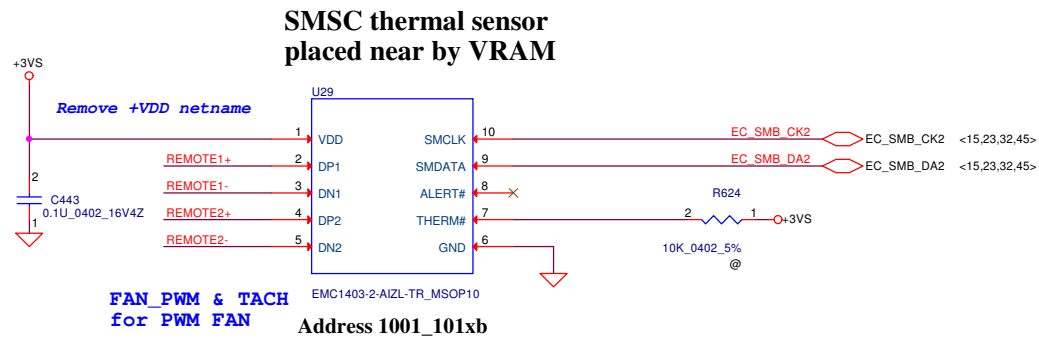 SMSC thermal sensor
placed near by VRAM
+3VS
Remove +VDD netname
U29
1 VDD SMCLK 10 EC_SMB_CK2 EC_SMB_CK2 <15,23,32,45>
REMOTE1+ 2 DP1 SMDATA 9 EC_SMB_DA2 EC_SMB_DA2 <15,23,32,45>
REMOTE1- 3 DN1 ALERT# 8
REMOTE2+ 4 DP2 THERM# 7 2 R624 1 +3VS
REMOTE2- 5 DN2 GND 6
2
C443
0.1U_0402_16V4Z
1
10K_0402_5%
@
EMC1403-2-AIZL-TR_MSOP10
FAN_PWM & TACH
for PWM FAN
Address 1001_101xb